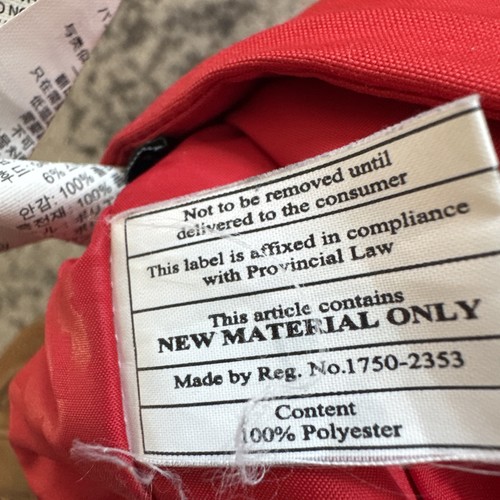 Not to be removed until
delivered to the consumer
This label is affixed in compliance
with Provincial Law
This article contains
NEW MATERIAL ONLY
Made by Reg. No.1750-2353
Content
100% Polyester
6%
안감: 100%
100%